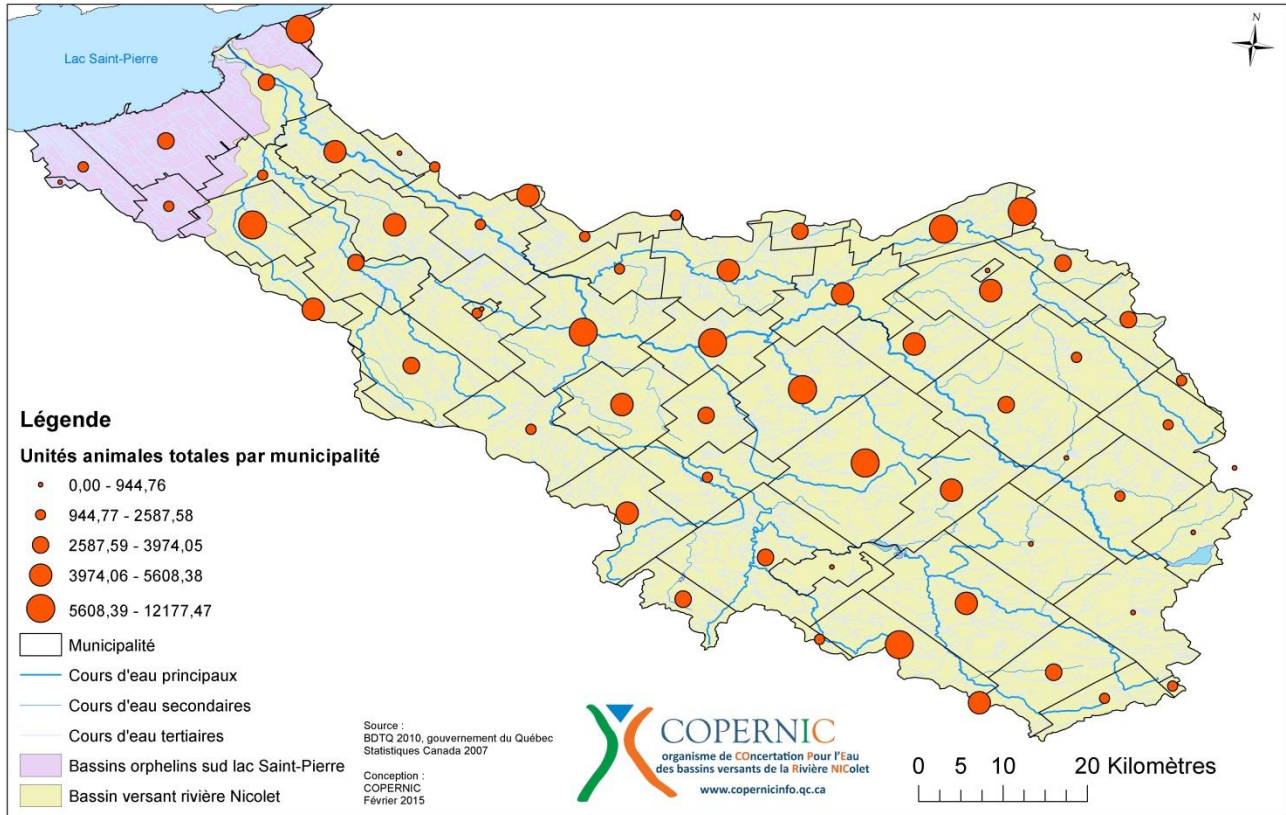 Lac Saint-Pierre
N
Légende
Unités animales totales par municipalité
0,00 - 944,76
944,77 - 2587,58
2587,59 - 3974,05
3974,06 - 5608,38
5608,39 - 12177,47
Municipalité
Cours d'eau principaux
Cours d'eau secondaires
Cours d'eau tertiaires
Bassins orphelins sud lac Saint-Pierre
Bassin versant rivière Nicolet
Source :
BDTQ 2010, gouvernement du Québec
Statistiques Canada 2007
Conception :
COPERNIC
Février 2015
COPERNIC
organisme de COncertation Pour l'Eau
des bassins versants de la Rivière NIColet
www.copernicinfo.qc.ca
0 5 10 20 Kilomètres